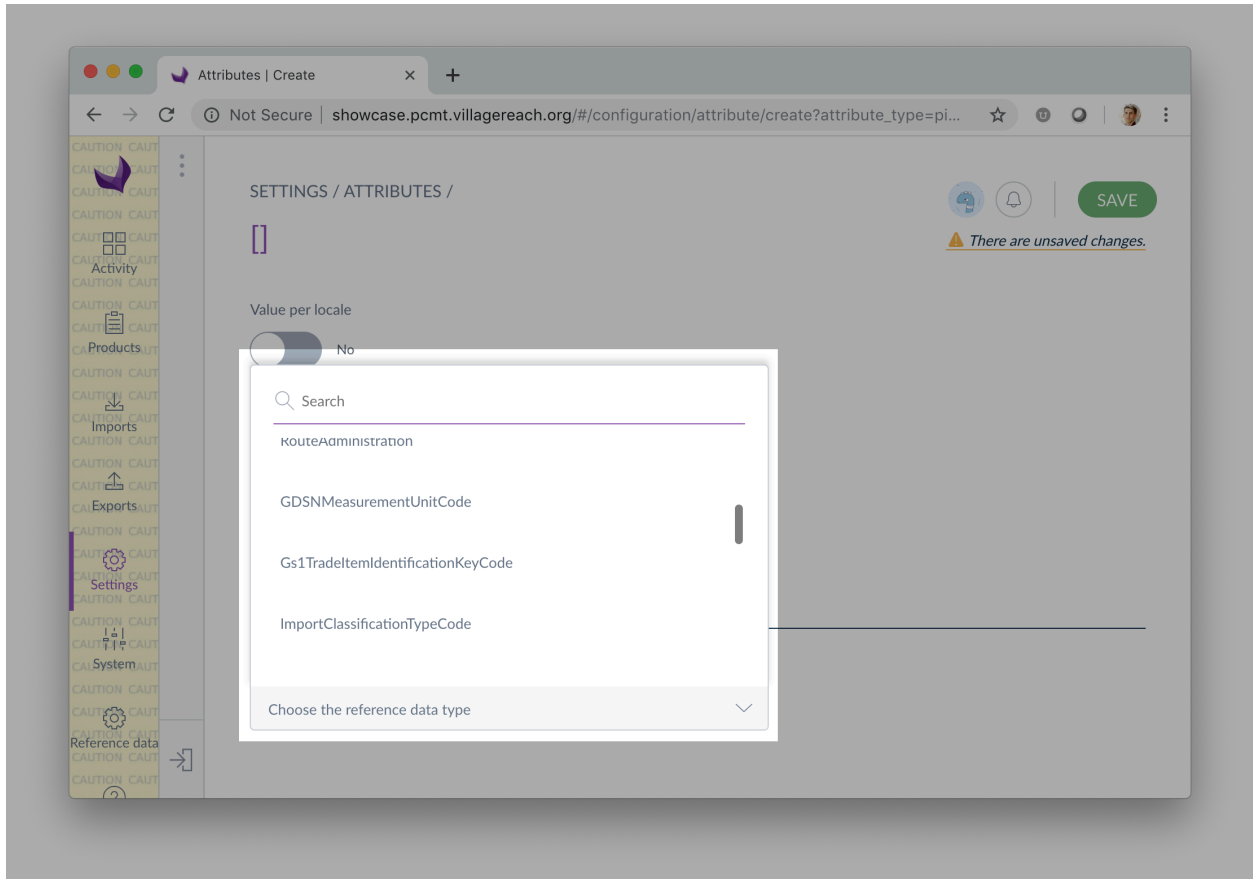 Attributes | Create
Not Secure | showcase.pcmt.villagereach.org/#/configuration/attribute/create?attribute_type=pi...
CAUTION CAUT
SETTINGS / ATTRIBUTES /
SAVE
[]
There are unsaved changes.
Activity
Products
Imports
Exports
Settings
System
Reference data
Value per locale
No
Search
RouteAdministration
GDSNMeasurementUnitCode
Gs1TradeItemIdentificationKeyCode
ImportClassificationTypeCode
Choose the reference data type